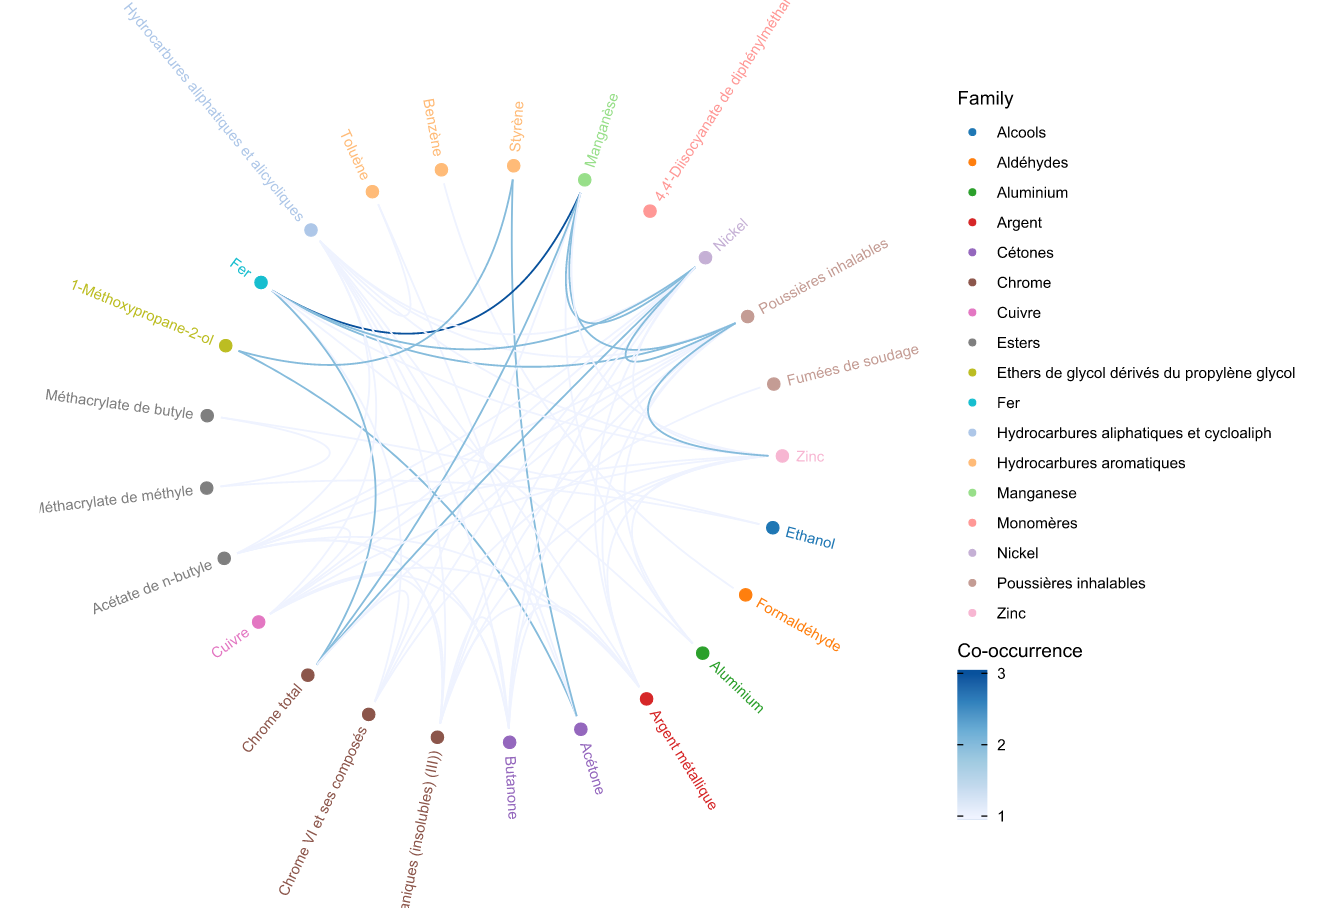 Hydrocarbures aliphatiques et alicycliques
Toluène
Benzène
Styrène
Manganèse
4,4'-Diisocyanate de
Nickel
Poussières inhalables
Fumées de soudage
Zinc
Ethanol
Formaldéhyde
Aluminium
Argent métallique
Acétone
Butanone
(insolubles) (III))
Chrome VI et ses composés
Chrome total
Cuivre
Acétate de n-butyle
de méthyle
Méthacrylate de butyle
1-Méthoxypropane-2-ol
Fer
Family
Alcools
Aldéhydes
Aluminium
Argent
Cétones
Chrome
Cuivre
Esters
Ethers de glycol dérivés du propylène glycol
Fer
Hydrocarbures aliphatiques et cycloaliph
Hydrocarbures aromatiques
Manganese
Monomères
Nickel
Poussières inhalables
Zinc
Co-occurrence
3
2
1